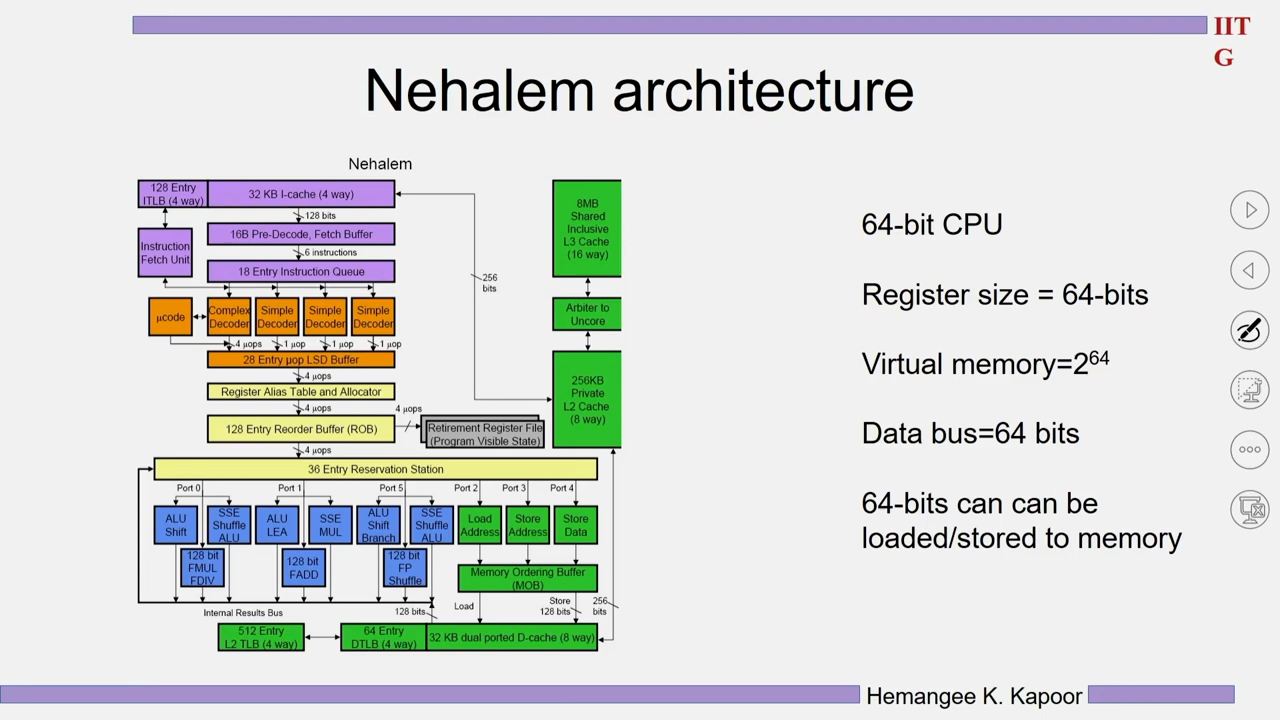 IIT
G
Nehalem architecture
Nehalem
128 Entry
ITLB (4 way)
32 KB I-cache (4 way)
128 bits
Instruction
Fetch Unit
16B Pre-Decode, Fetch Buffer
6 instructions
18 Entry Instruction Queue
µcode
Complex
Decoder
Simple
Decoder
Simple
Decoder
Simple
Decoder
4 µops
1 µop
1 µop
1 µop
28 Entry µop LSD Buffer
4 µops
Register Alias Table and Allocator
4 µops
4 µops
128 Entry Reorder Buffer (ROB)
Retirement Register File
(Program Visible State)
4 µops
36 Entry Reservation Station
Port 0
Port 1
Port 5
Port 2
Port 3
Port 4
ALU
Shift
SSE
Shuffle
ALU
ALU
LEA
SSE
MUL
ALU
Shift
Branch
SSE
Shuffle
ALU
Load
Address
Store
Address
Store
Data
128 bit
FMUL
FDIV
128 bit
FADD
128 bit
FP
Shuffle
Memory Ordering Buffer
(MOB)
Internal Results Bus
128 bits
Load
Store
128 bits
256
bits
512 Entry
L2 TLB (4 way)
64 Entry
DTLB (4 way)
32 KB dual ported D-cache (8 way)
256
bits
8MB
Shared
Inclusive
L3 Cache
(16 way)
Arbiter to
Uncore
256KB
Private
L2 Cache
(8 way)
64-bit CPU
Register size = 64-bits
Virtual memory=2⁶⁴
Data bus=64 bits
64-bits can can be
loaded/stored to memory
Hemangee K. Kapoor